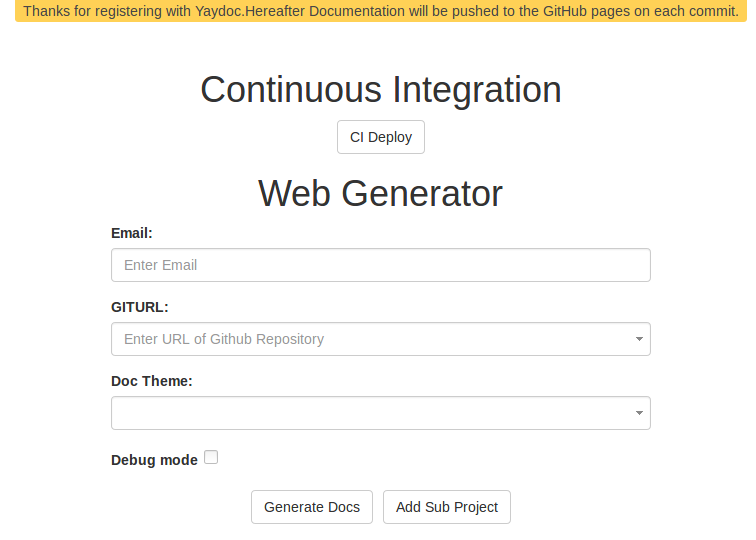 Thanks for registering with Yaydoc.Hereafter Documentation will be pushed to the GitHub pages on each commit.
Continuous Integration
CI Deploy
Web Generator
Email:
Enter Email
GITURL:
Enter URL of Github Repository
Doc Theme:
Debug mode
Generate Docs Add Sub Project